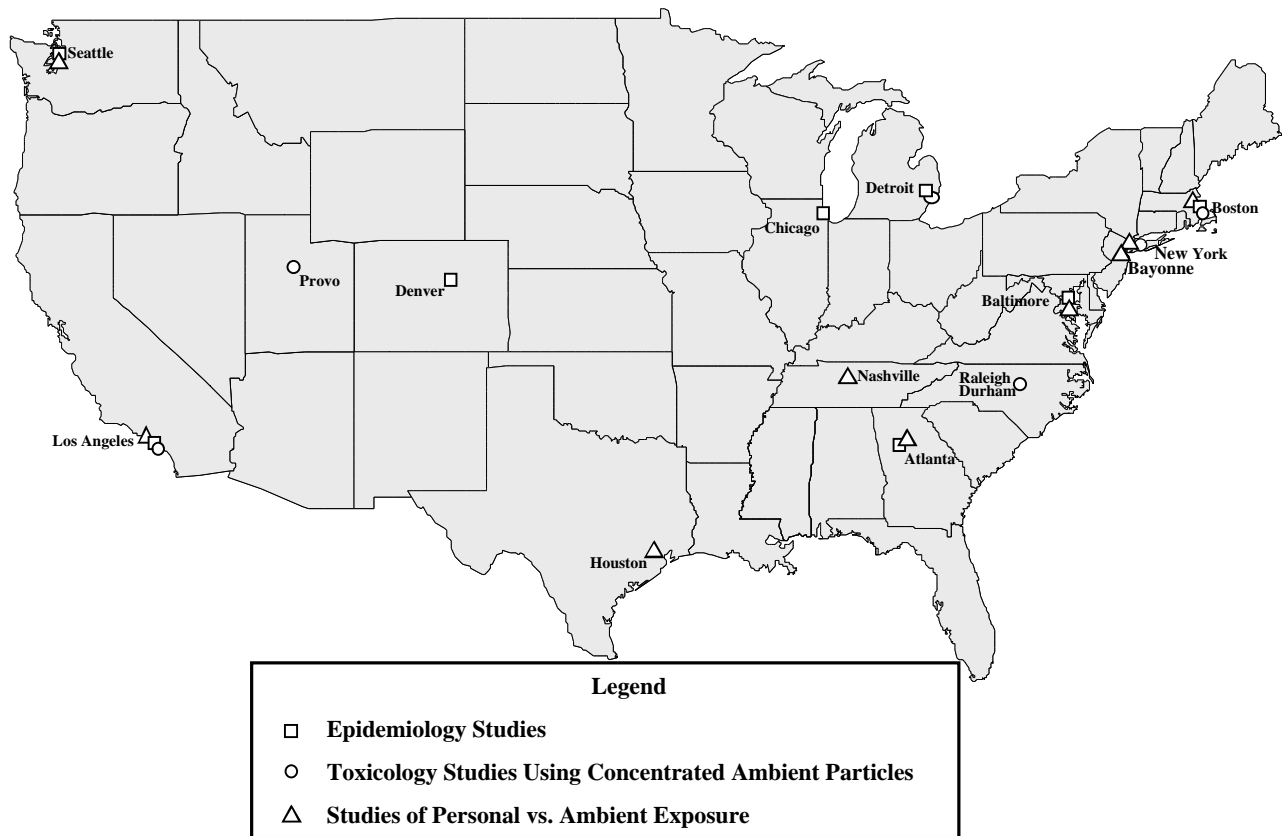 Seattle
Detroit
Chicago
Boston
New York
Bayonne
Provo
Denver
Baltimore
Nashville
Raleigh
Durham
Los Angeles
Atlanta
Houston
Legend
Epidemiology Studies
Toxicology Studies Using Concentrated Ambient Particles
Studies of Personal vs. Ambient Exposure